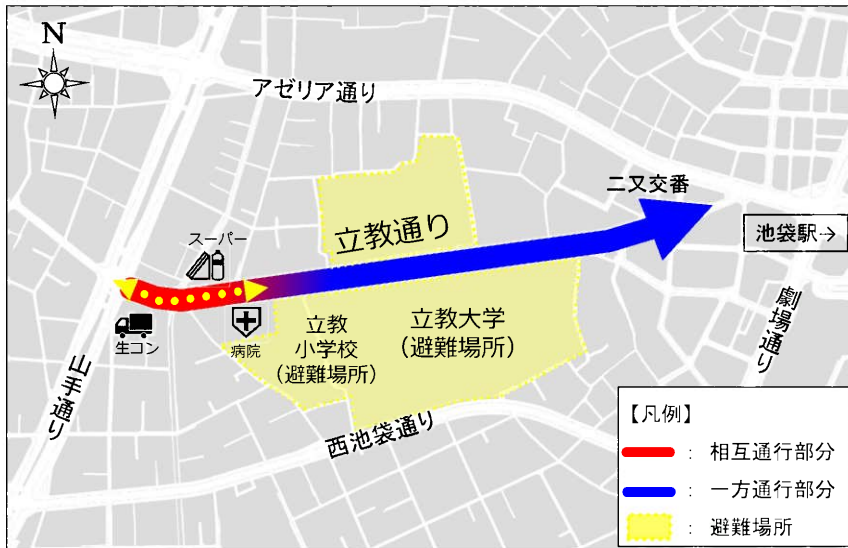 N
アゼリア通り
二又交番
立教通り
池袋駅→
スーパー
劇場通り
立教
小学校
(避難場所)
立教大学
(避難場所)
生コン
病院
山手通り
西池袋通り
【凡例】
: 相互通行部分
: 一方通行部分
: 避難場所